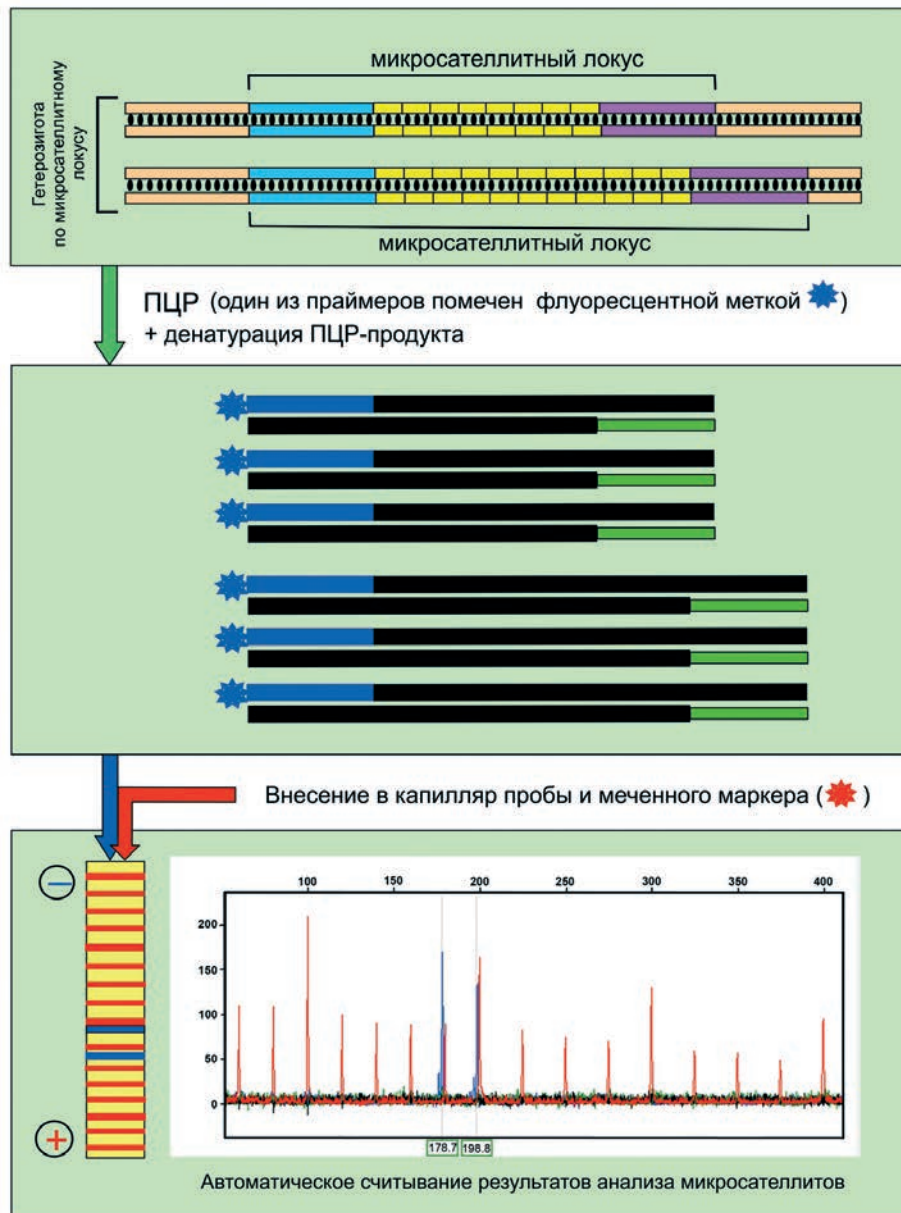 микросателлитный локус
Гетерозигота
по микросателлитному
локусу
микросателлитный локус
ПЦР (один из праймеров помечен флуоресцентной меткой )
+ денатурация ПЦР-продукта
Внесение в капилляр пробы и меченного маркера ( )
−
100 150 200 250 300 350 400
200
150
100
50
0
+
178.7 198.8
Автоматическое считывание результатов анализа микросателлитов